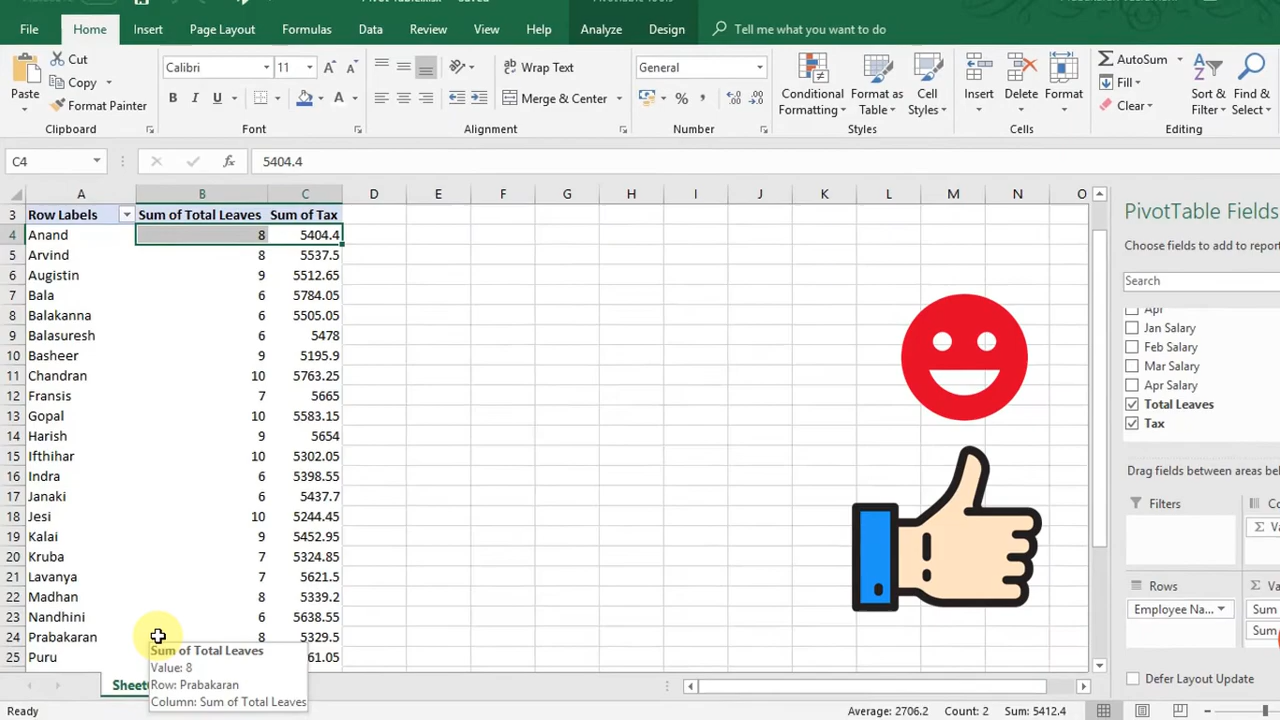 File Home Insert Page Layout Formulas Data Review View Help Analyze Design Tell me what you want to do
Cut
Copy
Format Painter
Paste
Calibri 11
B I U
Wrap Text
Merge & Center
General
% ,
Conditional Formatting
Format as Table
Cell Styles
Insert
Delete
Format
AutoSum
Fill
Clear
Sort & Filter
Find & Select
Clipboard Font Alignment Number Styles Cells Editing
C4 fx 5404.4
A B C D E F G H I J K L M N O
3 Row Labels Sum of Total Leaves Sum of Tax
4 Anand 8 5404.4
5 Arvind 8 5537.5
6 Augistin 9 5512.65
7 Bala 6 5784.05
8 Balakanna 6 5505.05
9 Balasuresh 6 5478
10 Basheer 9 5195.9
11 Chandran 10 5763.25
12 Fransis 7 5665
13 Gopal 10 5583.15
14 Harish 9 5654
15 Ifthihar 10 5302.05
16 Indra 6 5398.55
17 Janaki 6 5437.7
18 Jesi 10 5244.45
19 Kalai 9 5452.95
20 Kruba 7 5324.85
21 Lavanya 7 5621.5
22 Madhan 8 5339.2
23 Nandhini 6 5638.55
24 Prabakaran 8 5329.5
25 Puru 61.05
Sum of Total Leaves
Value: 8
Row: Prabakaran
Column: Sum of Total Leaves
Sheet
PivotTable Fields
Choose fields to add to report
Search
Apr
Jan Salary
Feb Salary
Mar Salary
Apr Salary
Total Leaves
Tax
Drag fields between areas
Filters
Σ
Rows
Σ
Employee Na...
Sum
Sum
Defer Layout Update
Ready Average: 2706.2 Count: 2 Sum: 5412.4